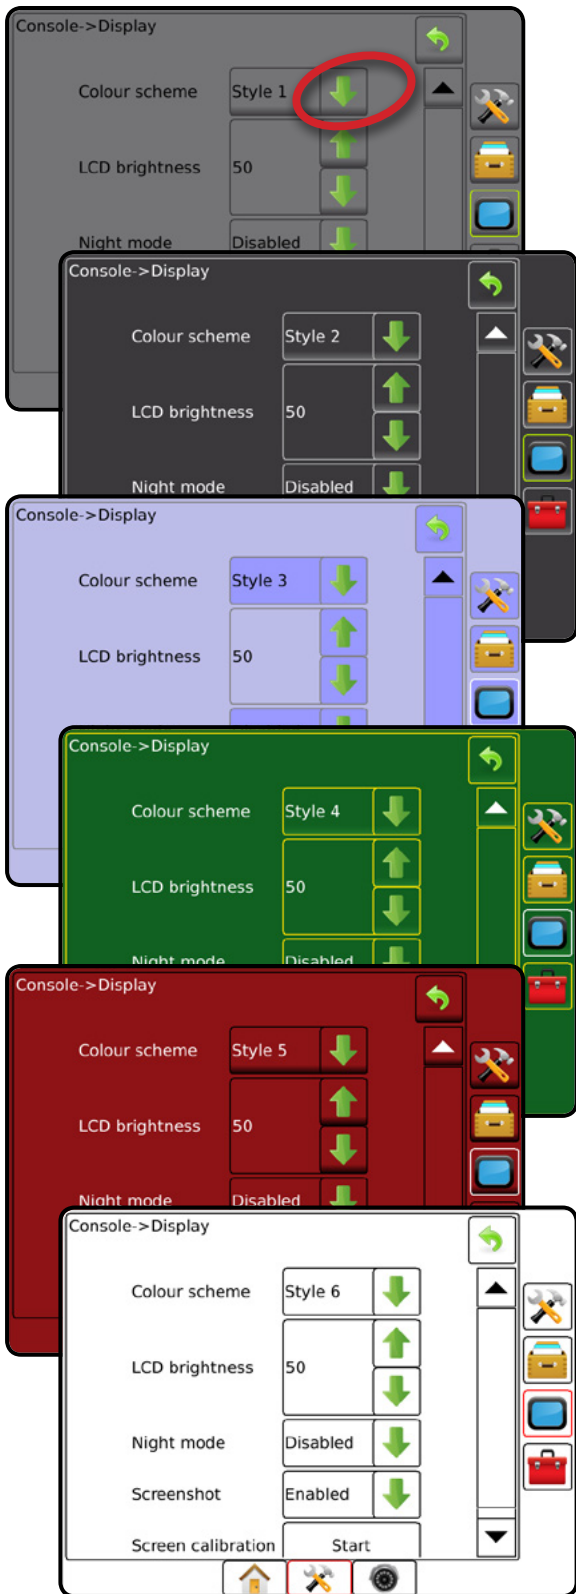 Console->Display
Colour scheme Style 1
LCD brightness 50
Night mode Disabled
Console->Display
Colour scheme Style 2
LCD brightness 50
Night mode Disabled
Console->Display
Colour scheme Style 3
LCD brightness 50
Console->Display
Colour scheme Style 4
LCD brightness 50
Night mode Disabled
Console->Display
Colour scheme Style 5
LCD brightness 50
Night mode Disabled
Console->Display
Colour scheme Style 6
LCD brightness 50
Night mode Disabled
Screenshot Enabled
Screen calibration Start